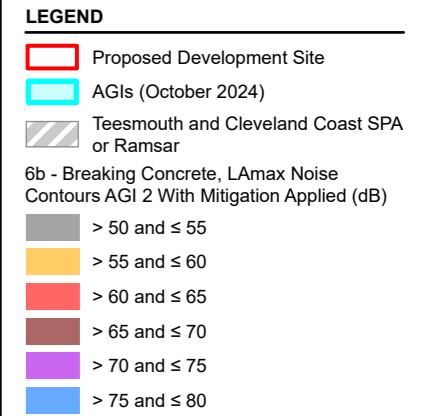 LEGEND
Proposed Development Site
AGIs (October 2024)
Teesmouth and Cleveland Coast SPA
or Ramsar
6b - Breaking Concrete, LAmax Noise
Contours AGI 2 With Mitigation Applied (dB)
> 50 and ≤ 55
> 55 and ≤ 60
> 60 and ≤ 65
> 65 and ≤ 70
> 70 and ≤ 75
> 75 and ≤ 80